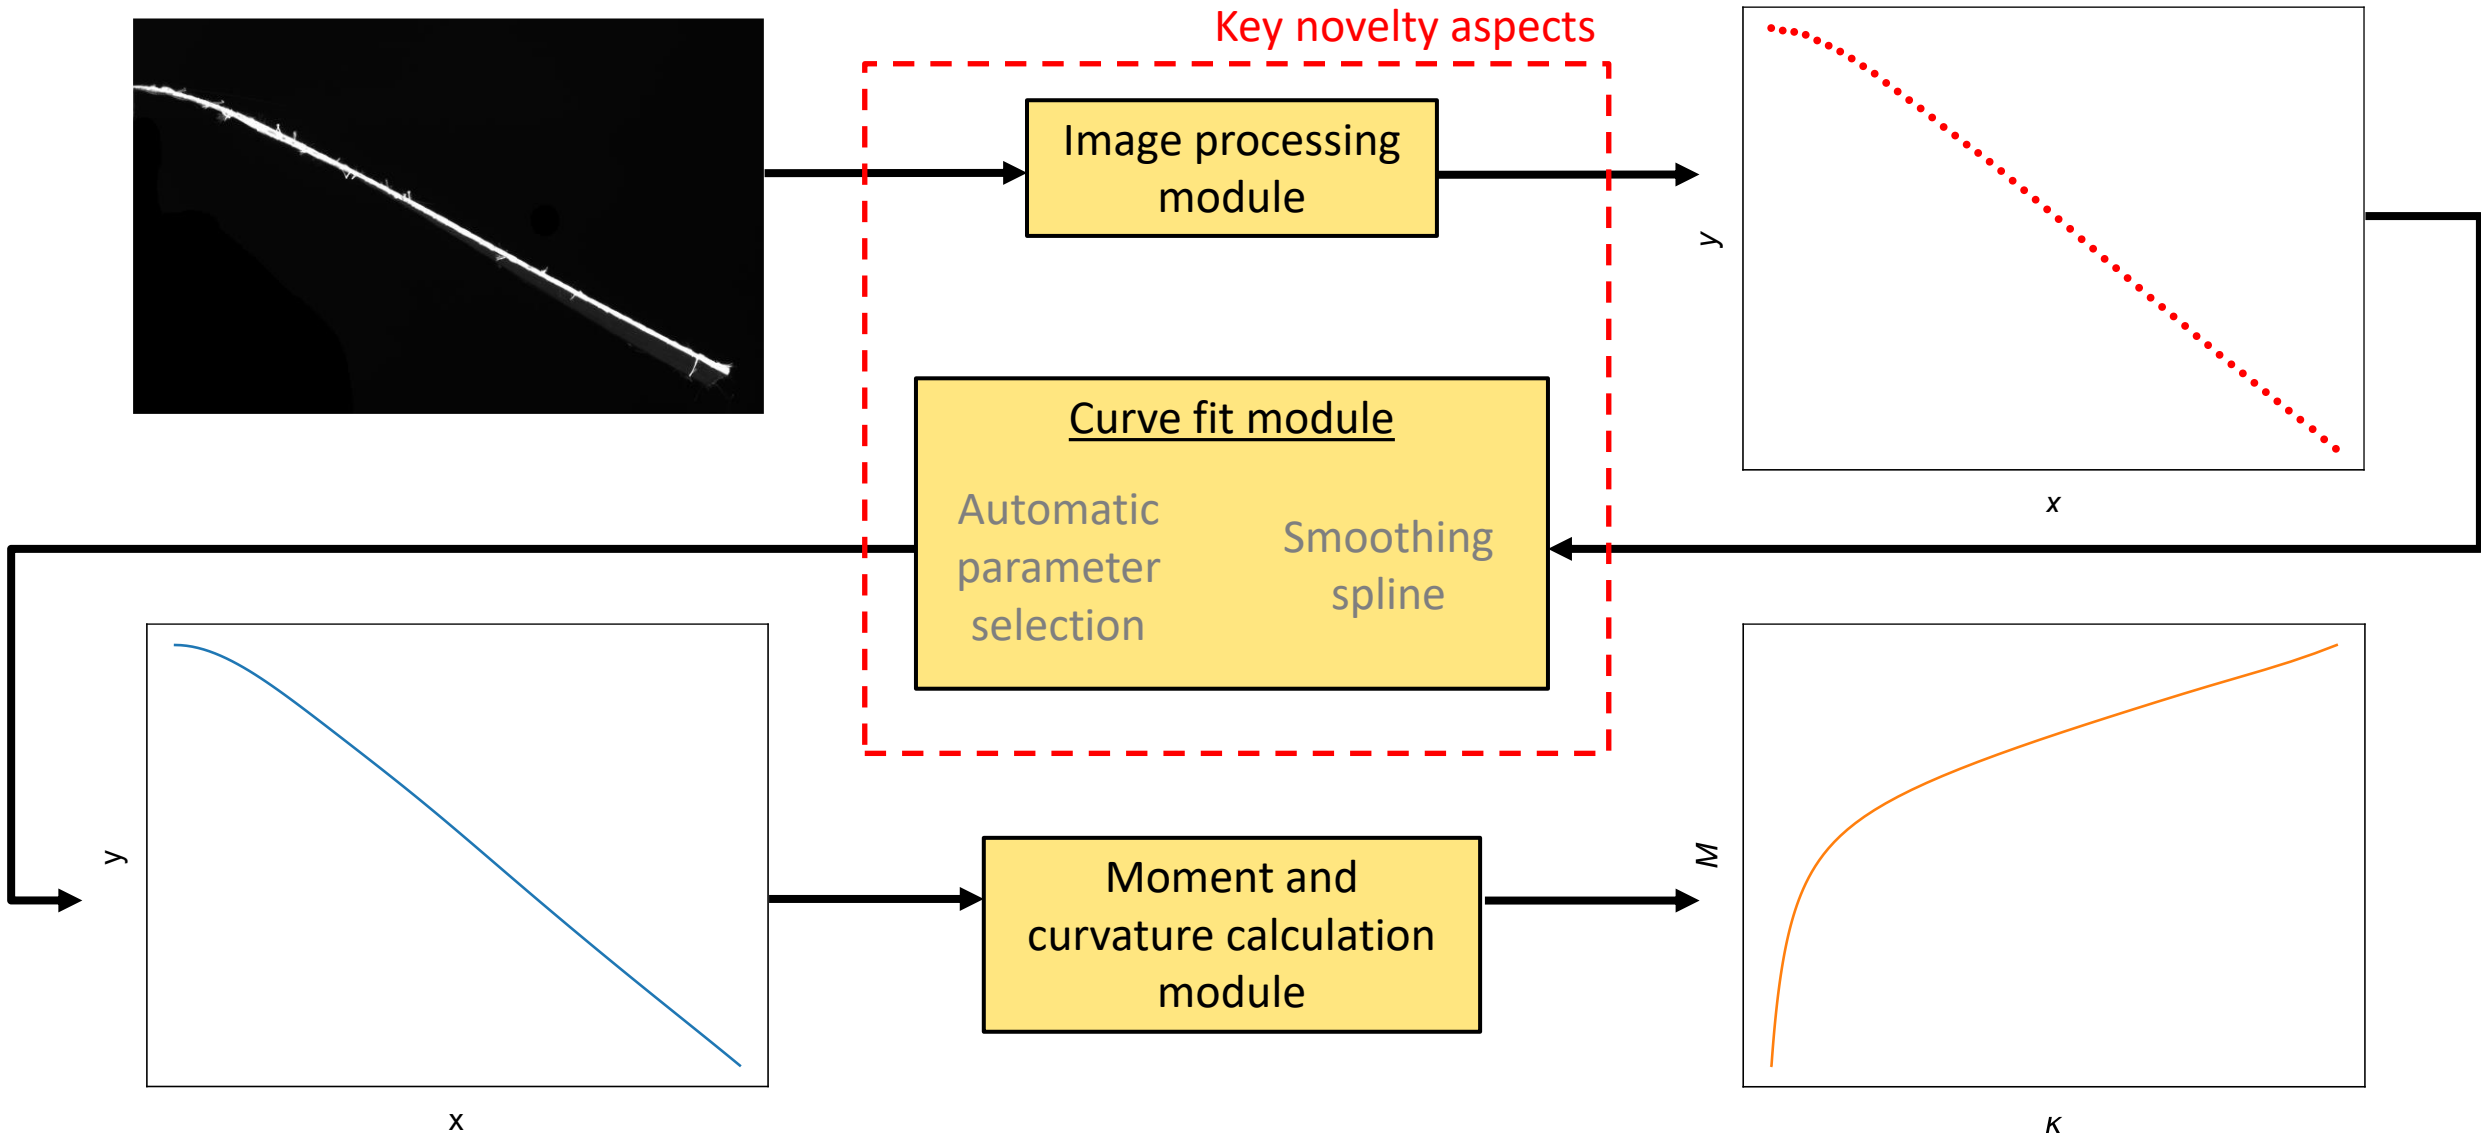 Key novelty aspects
Image processing
module
y
x
Curve fit module
Automatic
parameter
selection
Smoothing
spline
y
x
Moment and
curvature calculation
module
M
κ